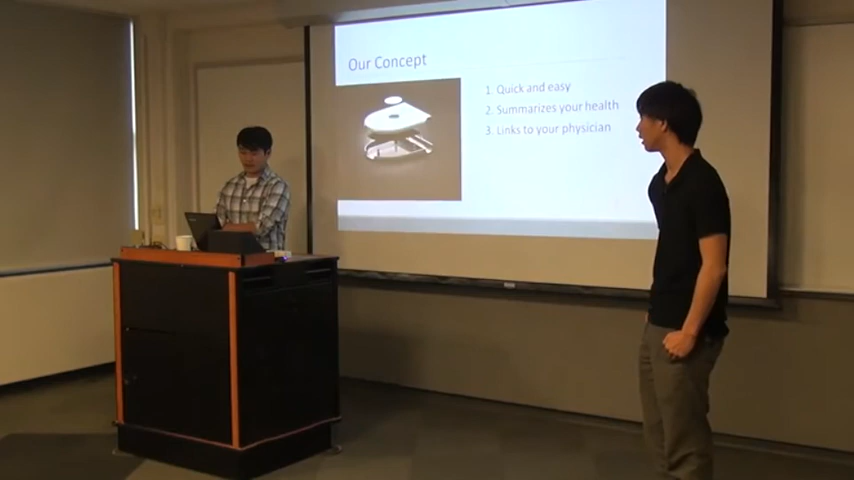 Our Concept
1. Quick and easy
2. Summarizes your health
3. Links to your physician